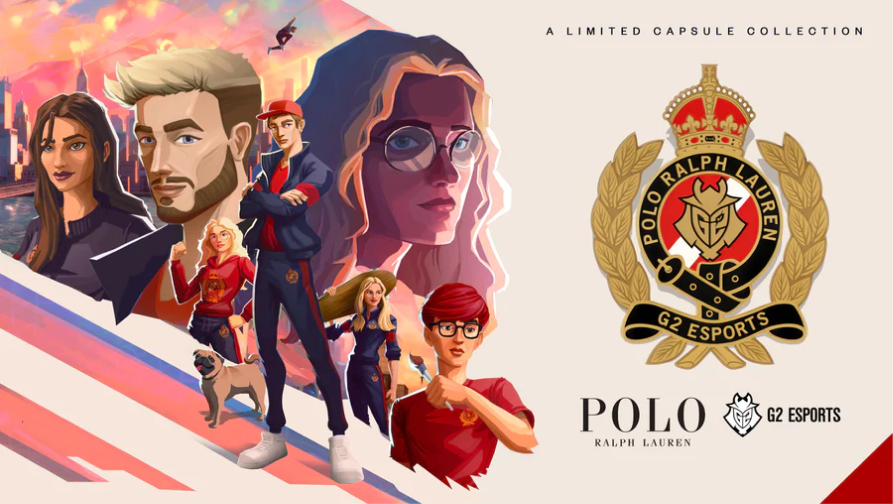 A LIMITED CAPSULE COLLECTION
POLO RALPH LAUREN
G2 ESPORTS
POLO
RALPH LAUREN
G2 ESPORTS